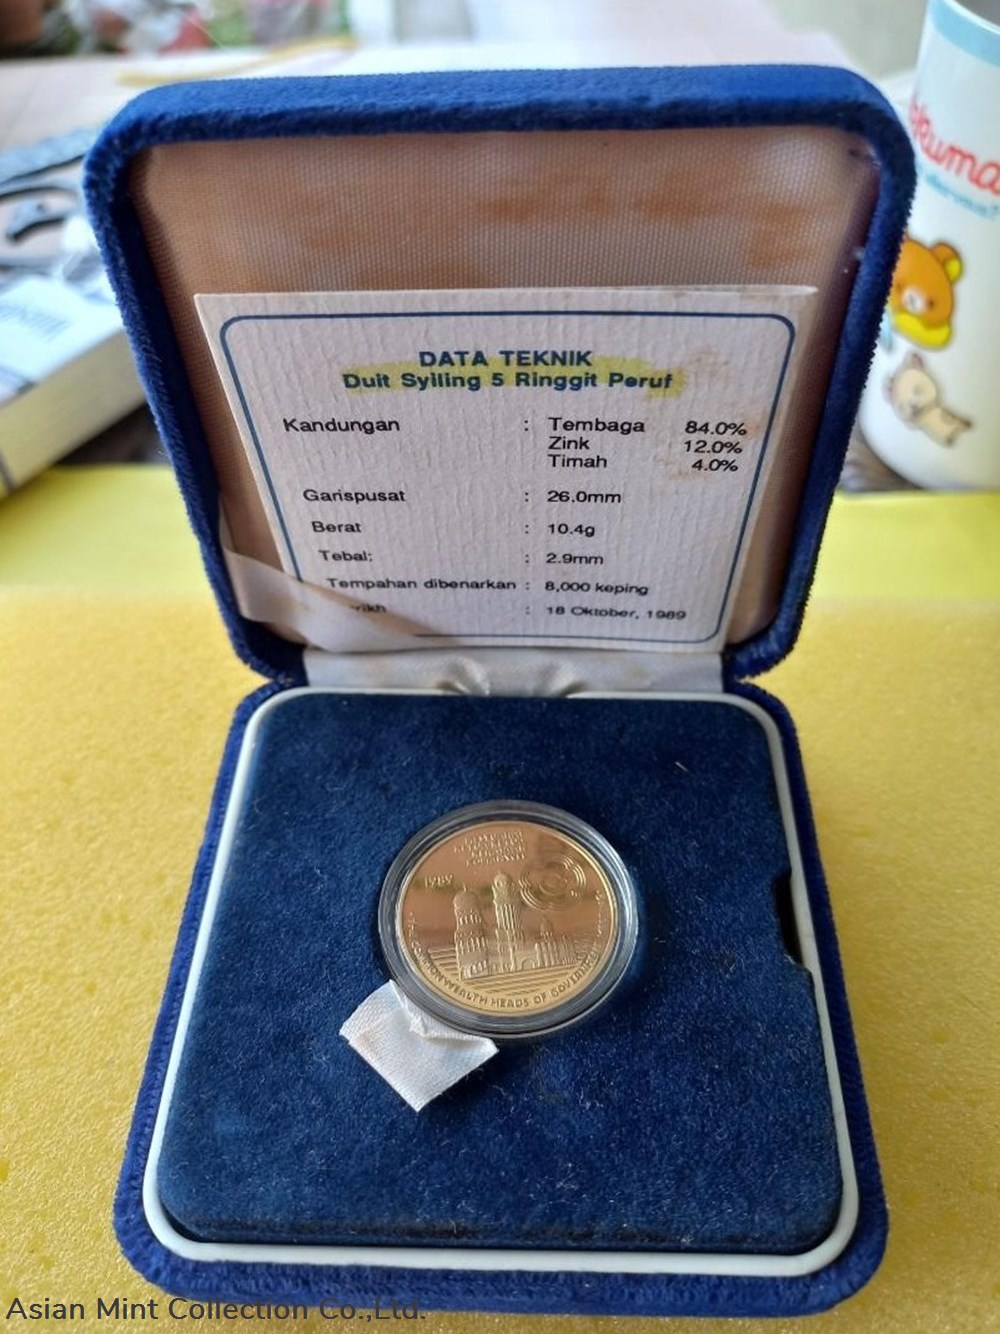 DATA TEKNIK
Duit Syiling 5 Ringgit Peruf
Kandungan : Tembaga 84.0%
Zink 12.0%
Timah 4.0%
Garispusat : 26.0mm
Berat : 10.4g
Tebal: : 2.9mm
Tempahan dibenarkan : 8,000 keping
: 18 Oktober, 1989
1989
COMMONWEALTH HEADS OF
Asian Mint Collection Co.,Ltd.